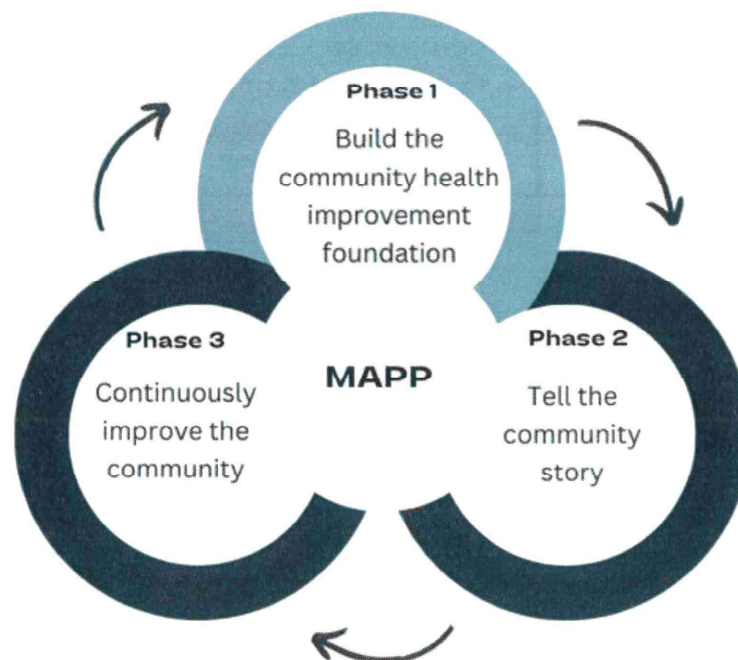 Phase 1
Build the
community health
improvement
foundation
Phase 2
Tell the
community
story
Phase 3
Continuously
improve the
community
MAPP